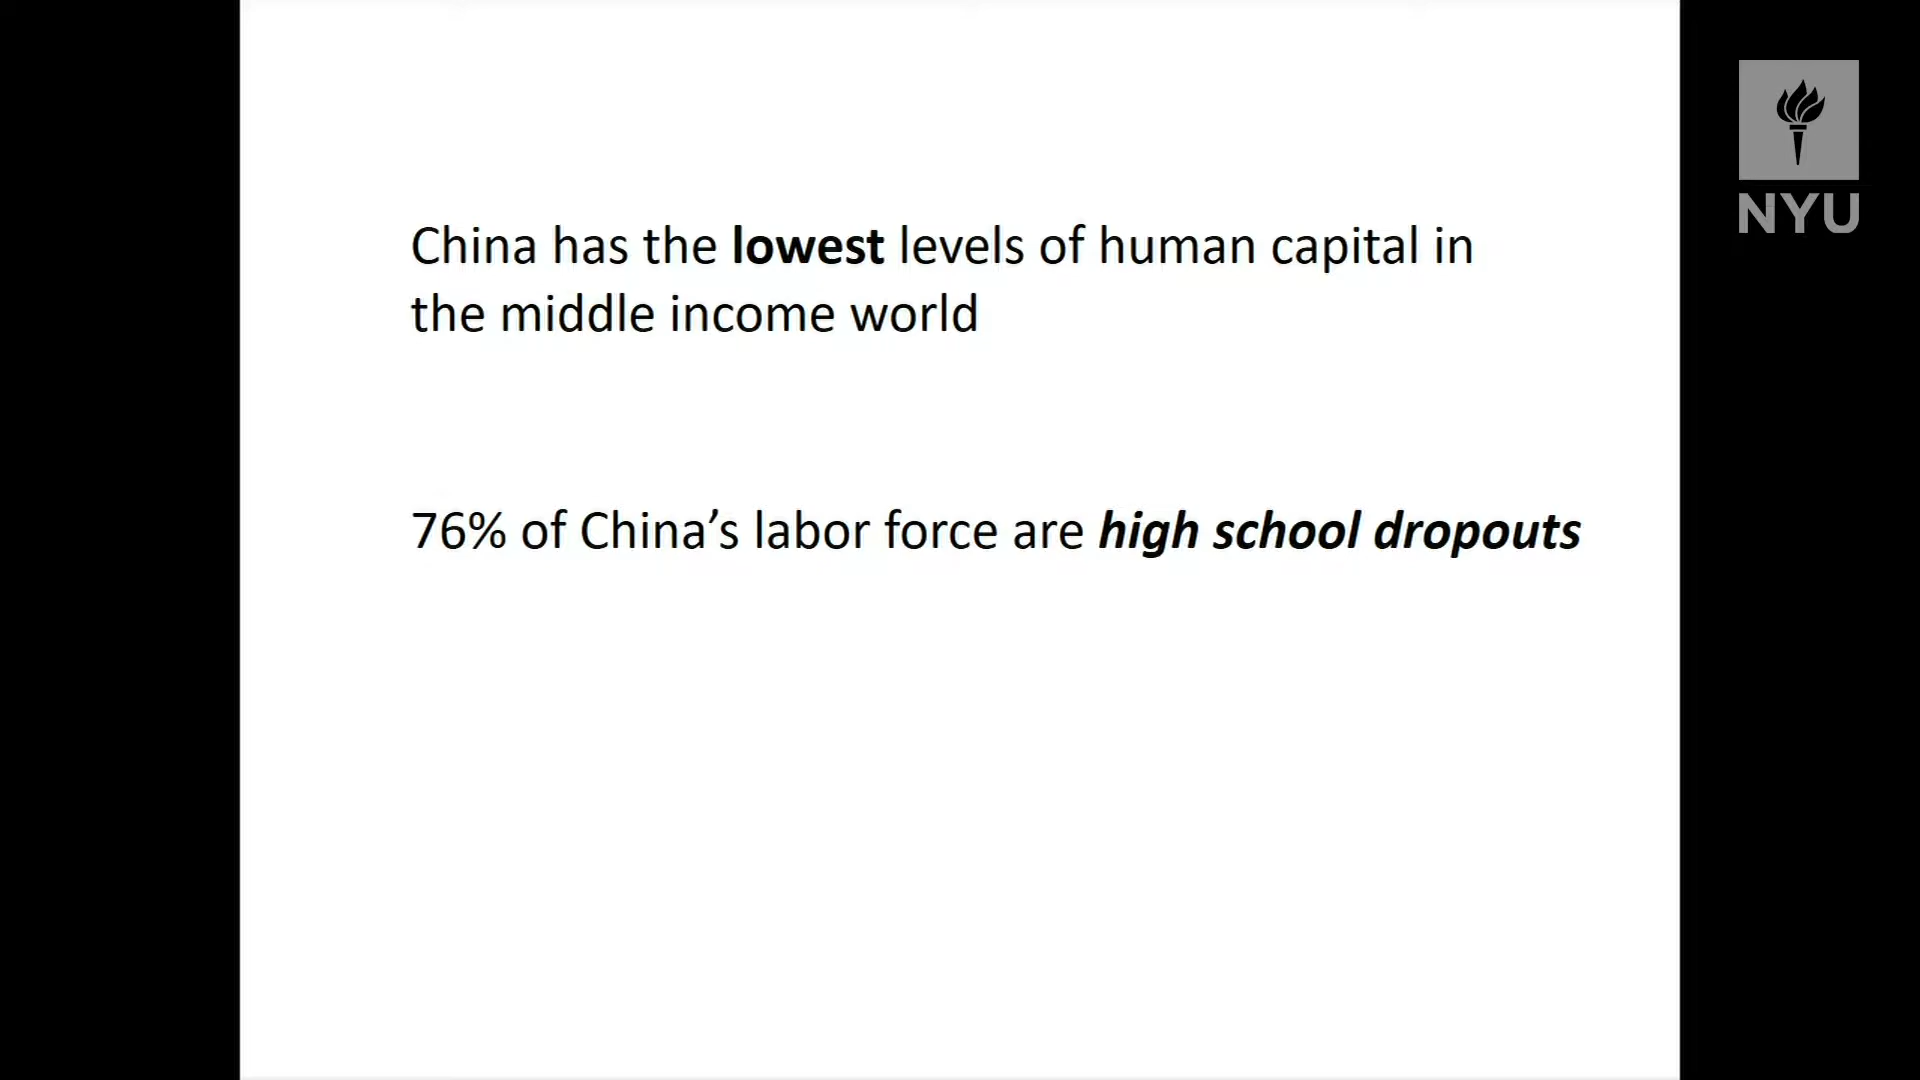 China has the lowest levels of human capital in
the middle income world
76% of China’s labor force are high school dropouts
NYU